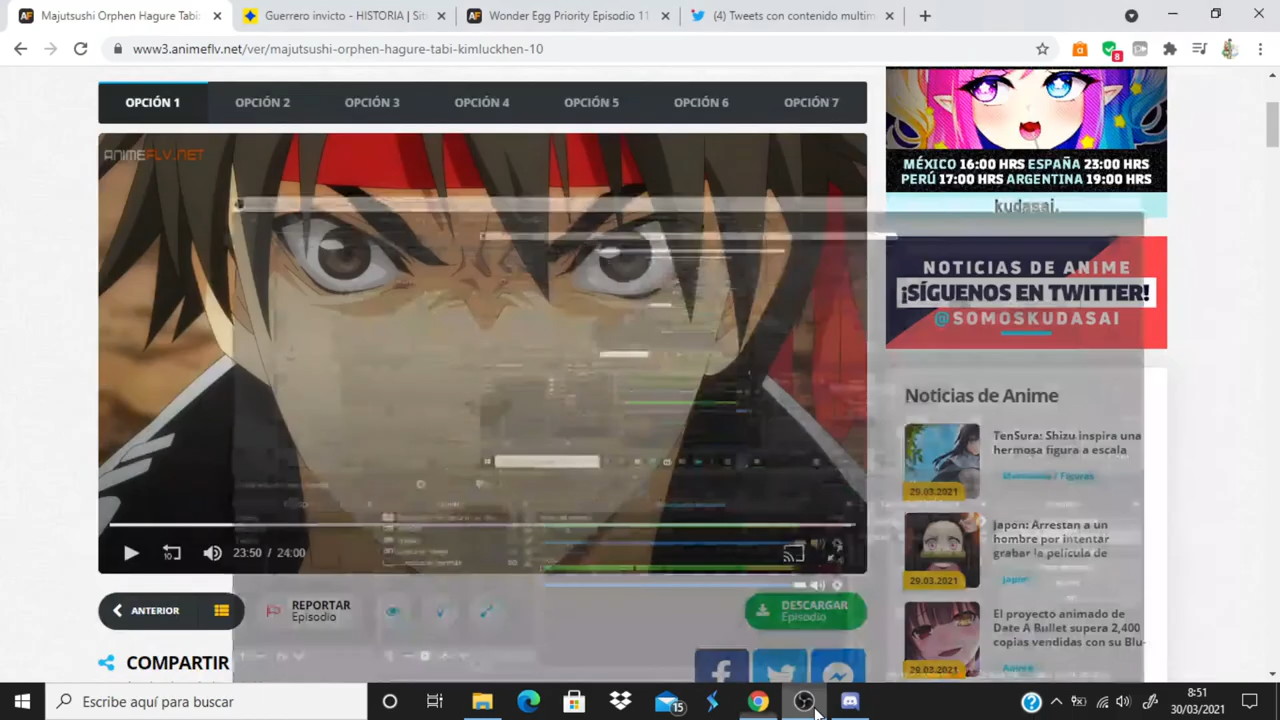 Majutsushi Orphen Hagure Tabi:
Guerrero invicto - HISTORIA | Siti
Wonder Egg Priority Episodio 11
(4) Tweets con contenido multim
www3.animeflv.net/ver/majutsushi-orphen-hagure-tabi-kimluckhen-10
8
OPCIÓN 1 OPCIÓN 2 OPCIÓN 3 OPCIÓN 4 OPCIÓN 5 OPCIÓN 6 OPCIÓN 7
ANIMEFLV.NET
23:50 / 24:00
ANTERIOR
REPORTAR
Episodio
DESCARGAR
Episodio
COMPARTIR
MÉXICO 16:00 HRS ESPAÑA 23:00 HRS
PERÚ 17:00 HRS ARGENTINA 19:00 HRS
kudasai.
NOTICIAS DE ANIME
¡SÍGUENOS EN TWITTER!
@SOMOSKUDASAI
Noticias de Anime
TenSura: Shizu inspira una
hermosa figura a escala
29.03.2021
Japon: Arrestan a un
hombre por intentar
grabar la película de
Japon
29.03.2021
El proyecto animado de
Date A Bullet supera 2,400
copias vendidas con su Blu-
Anime
29.03.2021
Escribe aquí para buscar
15
8:51
30/03/2021